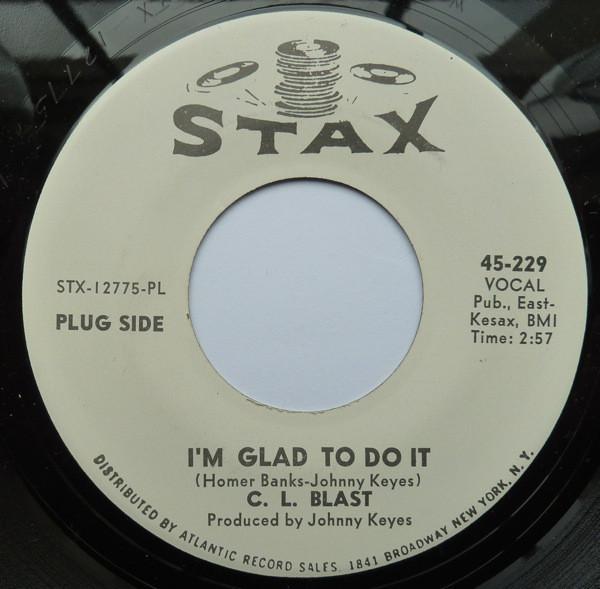 STAX
STX-12775-PL
PLUG SIDE
45-229
VOCAL
Pub., East-
Kesax, BMI
Time: 2:57
I'M GLAD TO DO IT
(Homer Banks-Johnny Keyes)
C. L. BLAST
Produced by Johnny Keyes
DISTRIBUTED BY ATLANTIC RECORD SALES. 1841 BROADWAY NEW YORK. N. Y.